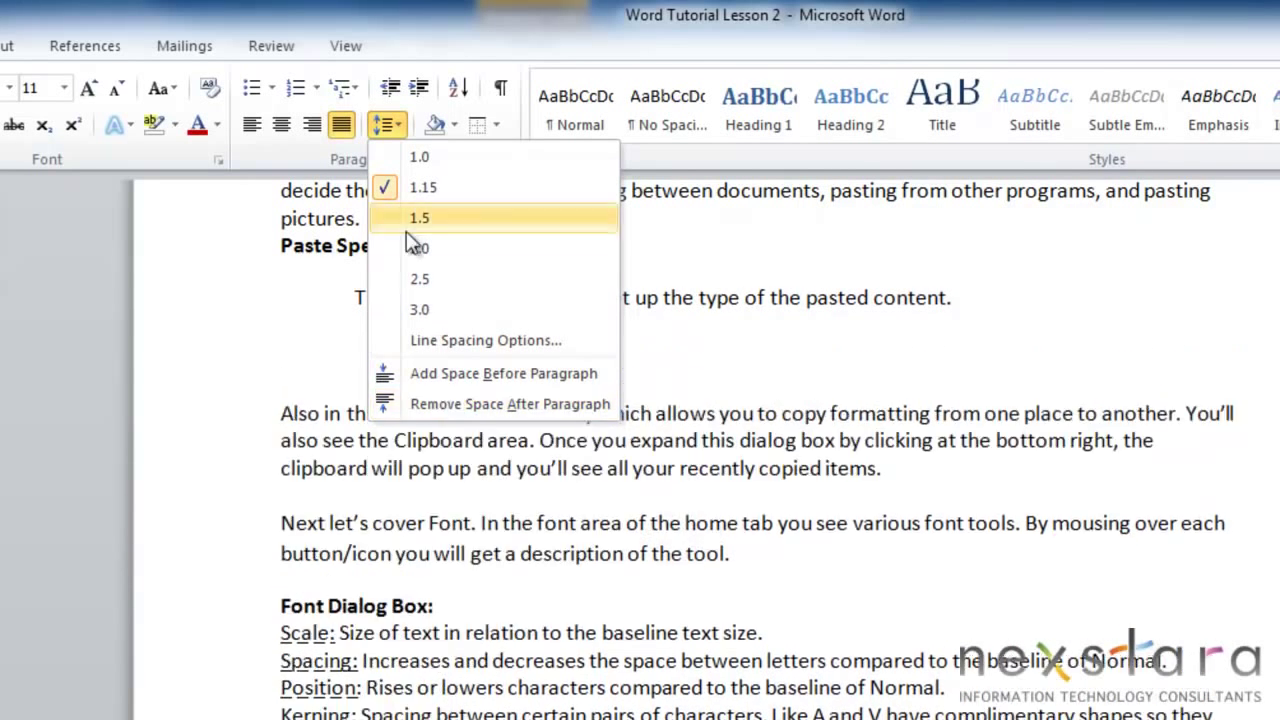 Word Tutorial Lesson 2 - Microsoft Word
ut References Mailings Review View
11 Aa
abc x₂ x² A ab A
Font Parag Styles
AaBbCcDc AaBbCcDc AaBbC AaBbCc AaB AaBbCc. AaBbCcDc AaBbCcDc
¶ Normal ¶ No Spaci... Heading 1 Heading 2 Title Subtitle Subtle Em... Emphasis
1.0
1.15
1.5
2.5
3.0
Line Spacing Options...
Add Space Before Paragraph
Remove Space After Paragraph
decide the g between documents, pasting from other programs, and pasting
pictures.
Paste Spe
T t up the type of the pasted content.
Also in th hich allows you to copy formatting from one place to another. You’ll
also see the Clipboard area. Once you expand this dialog box by clicking at the bottom right, the
clipboard will pop up and you’ll see all your recently copied items.
Next let’s cover Font. In the font area of the home tab you see various font tools. By mousing over each
button/icon you will get a description of the tool.
Font Dialog Box:
Scale: Size of text in relation to the baseline text size.
Spacing: Increases and decreases the space between letters compared to the baseline of Normal.
Position: Rises or lowers characters compared to the baseline of Normal.
Kerning: Spacing between certain pairs of characters. Like A and V have complimentary shapes so they
nexstara
INFORMATION TECHNOLOGY CONSULTANTS